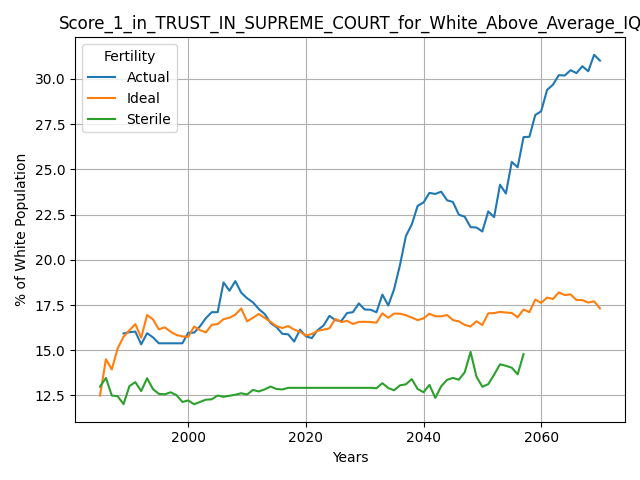 Score_1_in_TRUST_IN_SUPREME_COURT_for_White_Above_Average_IQ
Fertility
Actual
Ideal
Sterile
% of White Population
30.0
27.5
25.0
22.5
20.0
17.5
15.0
12.5
2000
2020
2040
2060
Years